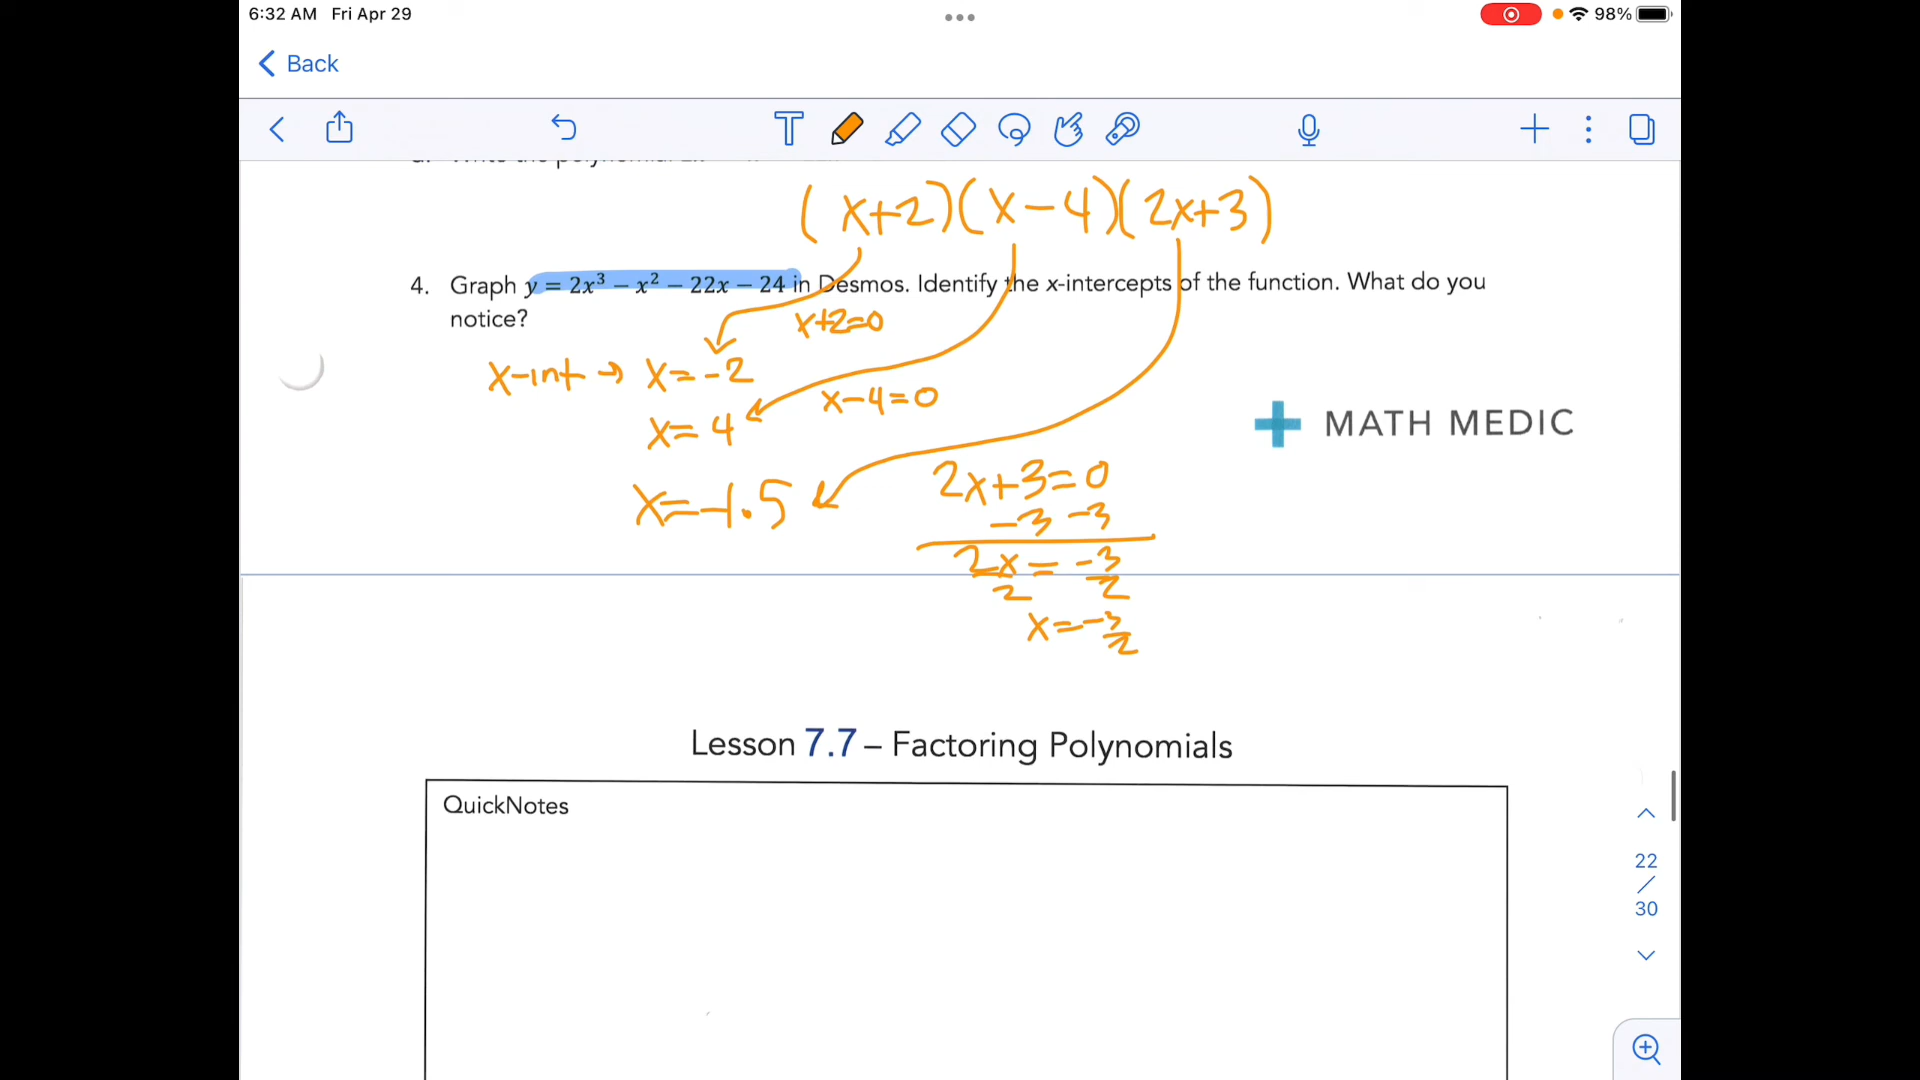 6:32 AM Fri Apr 29
98%
Back
(x+2)(x-4)(2x+3)
4. Graph y = 2x³ − x² − 22x − 24 in Desmos. Identify the x-intercepts of the function. What do you
notice?
x+2=0
x-int → x=-2
x-4=0
x=4
MATH MEDIC
2x+3=0
x=-1.5
-3 -3
2x = -3
2 2
x=-3/2
Lesson 7.7 – Factoring Polynomials
QuickNotes
22
/
30